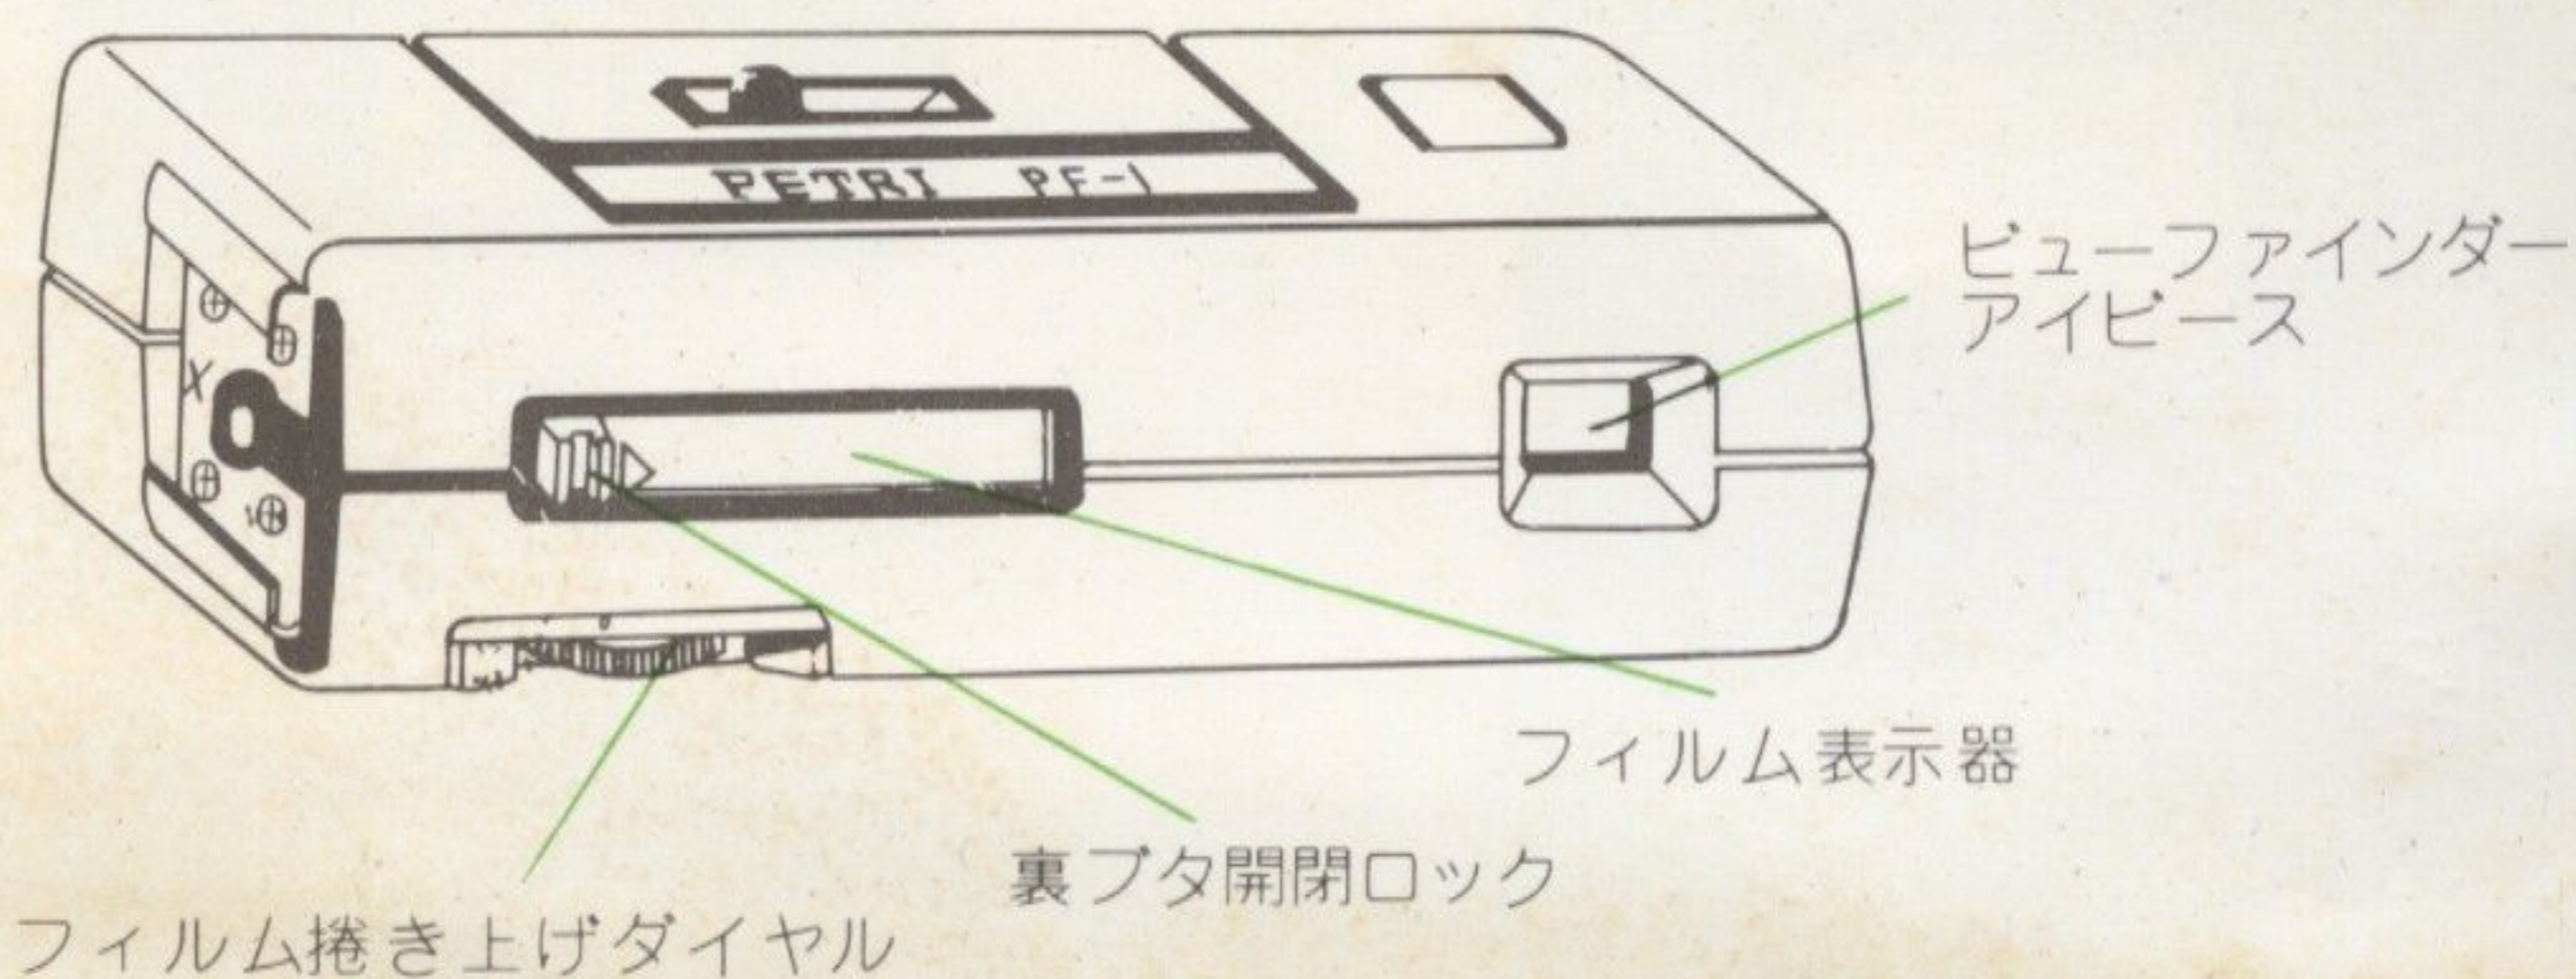 PETRI PF-1
ビューファインダー
アイピース
X
フィルム表示器
裏ブタ開閉ロック
フィルム捲き上げダイヤル